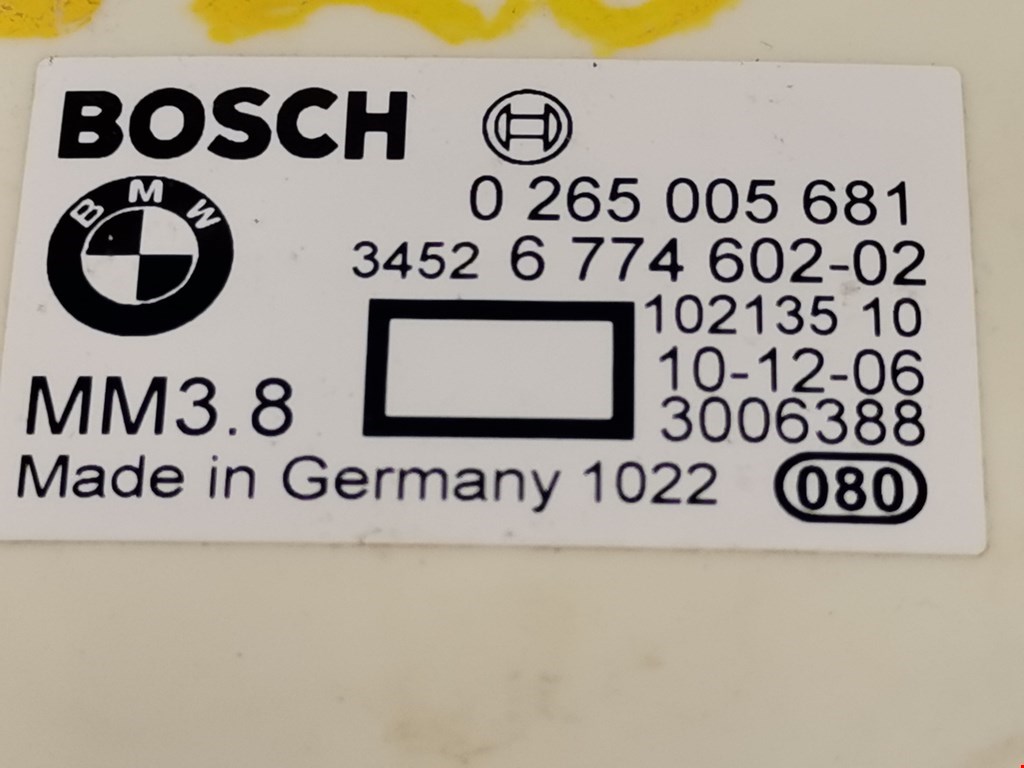 BOSCH
0 265 005 681
BMW
3452 6 774 602-02
102135 10
10-12-06
MM3.8
3006388
Made in Germany 1022
080